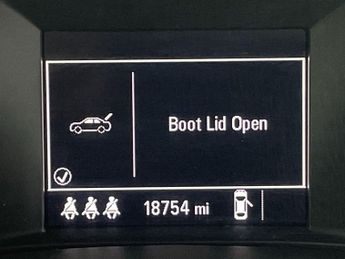 Boot Lid Open
18754 mi